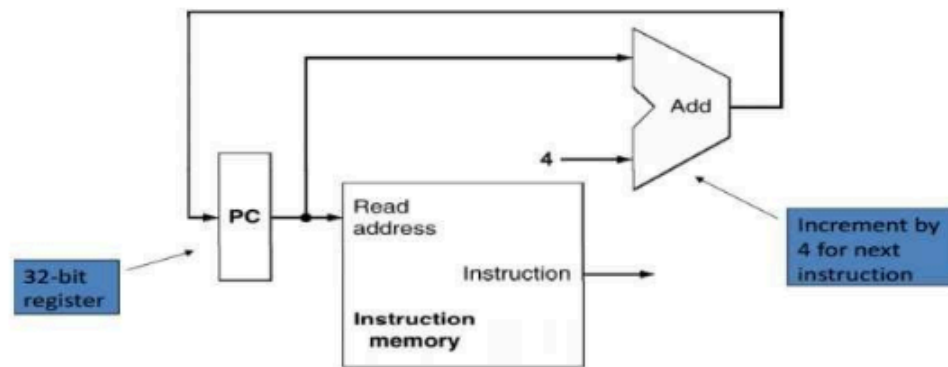 Add
4
PC
Read
address
Instruction
Instruction
memory
32-bit
register
Increment by
4 for next
instruction